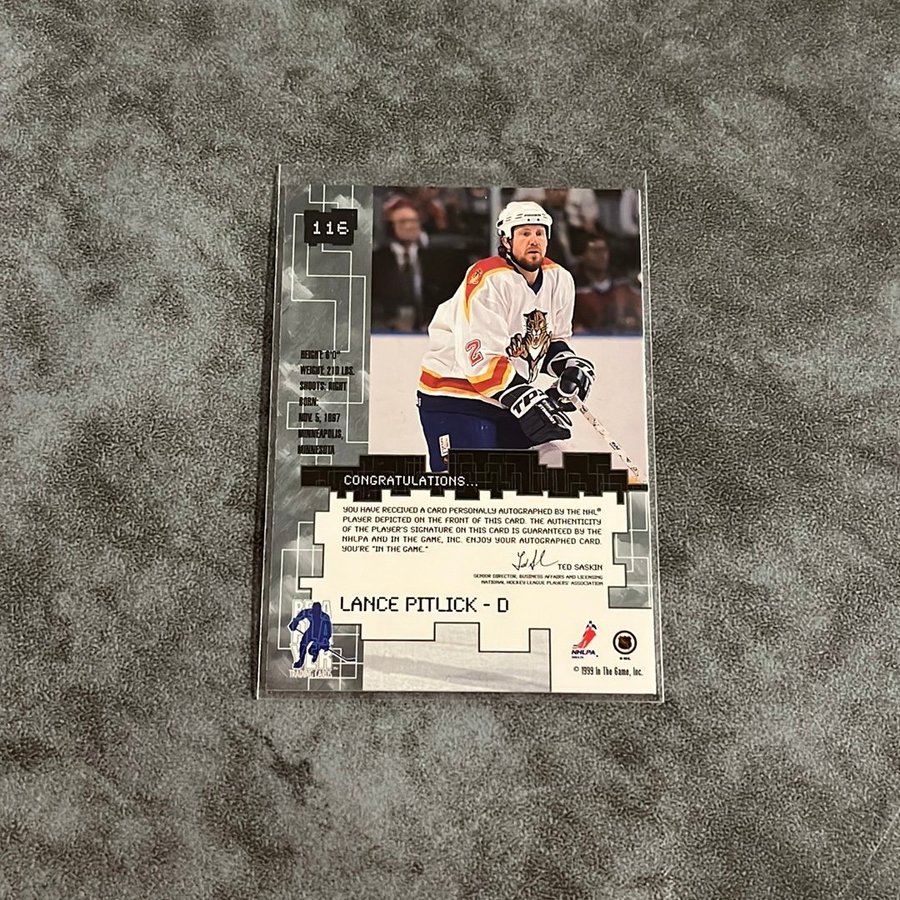 116
HEIGHT: 6'0"
WEIGHT: 210 LBS.
SHOOTS: RIGHT
BORN:
NOV. 5, 1967
MINNEAPOLIS,
MINNESOTA
2
CONGRATULATIONS...
YOU HAVE RECEIVED A CARD PERSONALLY AUTOGRAPHED BY THE NHL®
PLAYER DEPICTED ON THE FRONT OF THIS CARD. THE AUTHENTICITY
OF THE PLAYER'S SIGNATURE ON THIS CARD IS GUARANTEED BY THE
NHLPA AND IN THE GAME, INC. ENJOY YOUR AUTOGRAPHED CARD.
YOU'RE "IN THE GAME."
TED SASKIN
SENIOR DIRECTOR, BUSINESS AFFAIRS AND LICENSING
NATIONAL HOCKEY LEAGUE PLAYERS' ASSOCIATION
LANCE PITLICK - D
TRADING CARDS
NHLPA
© 1999 In The Game, Inc.